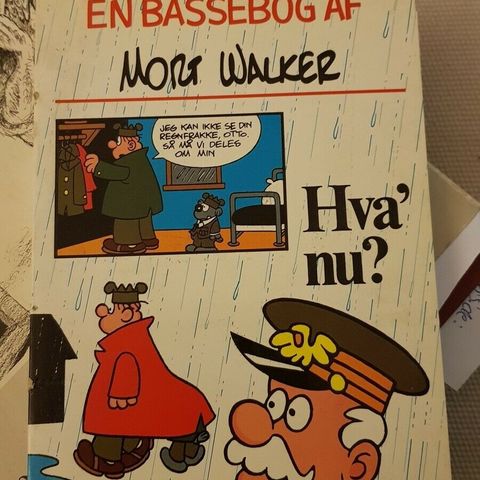 EN BASSEBOG AF
MORT WALKER
JEG KAN IKKE SE DIN
REGNFRAKKE, OTTO,
SÅ MÅ VI DELES
OM MIN
Hva'
nu?